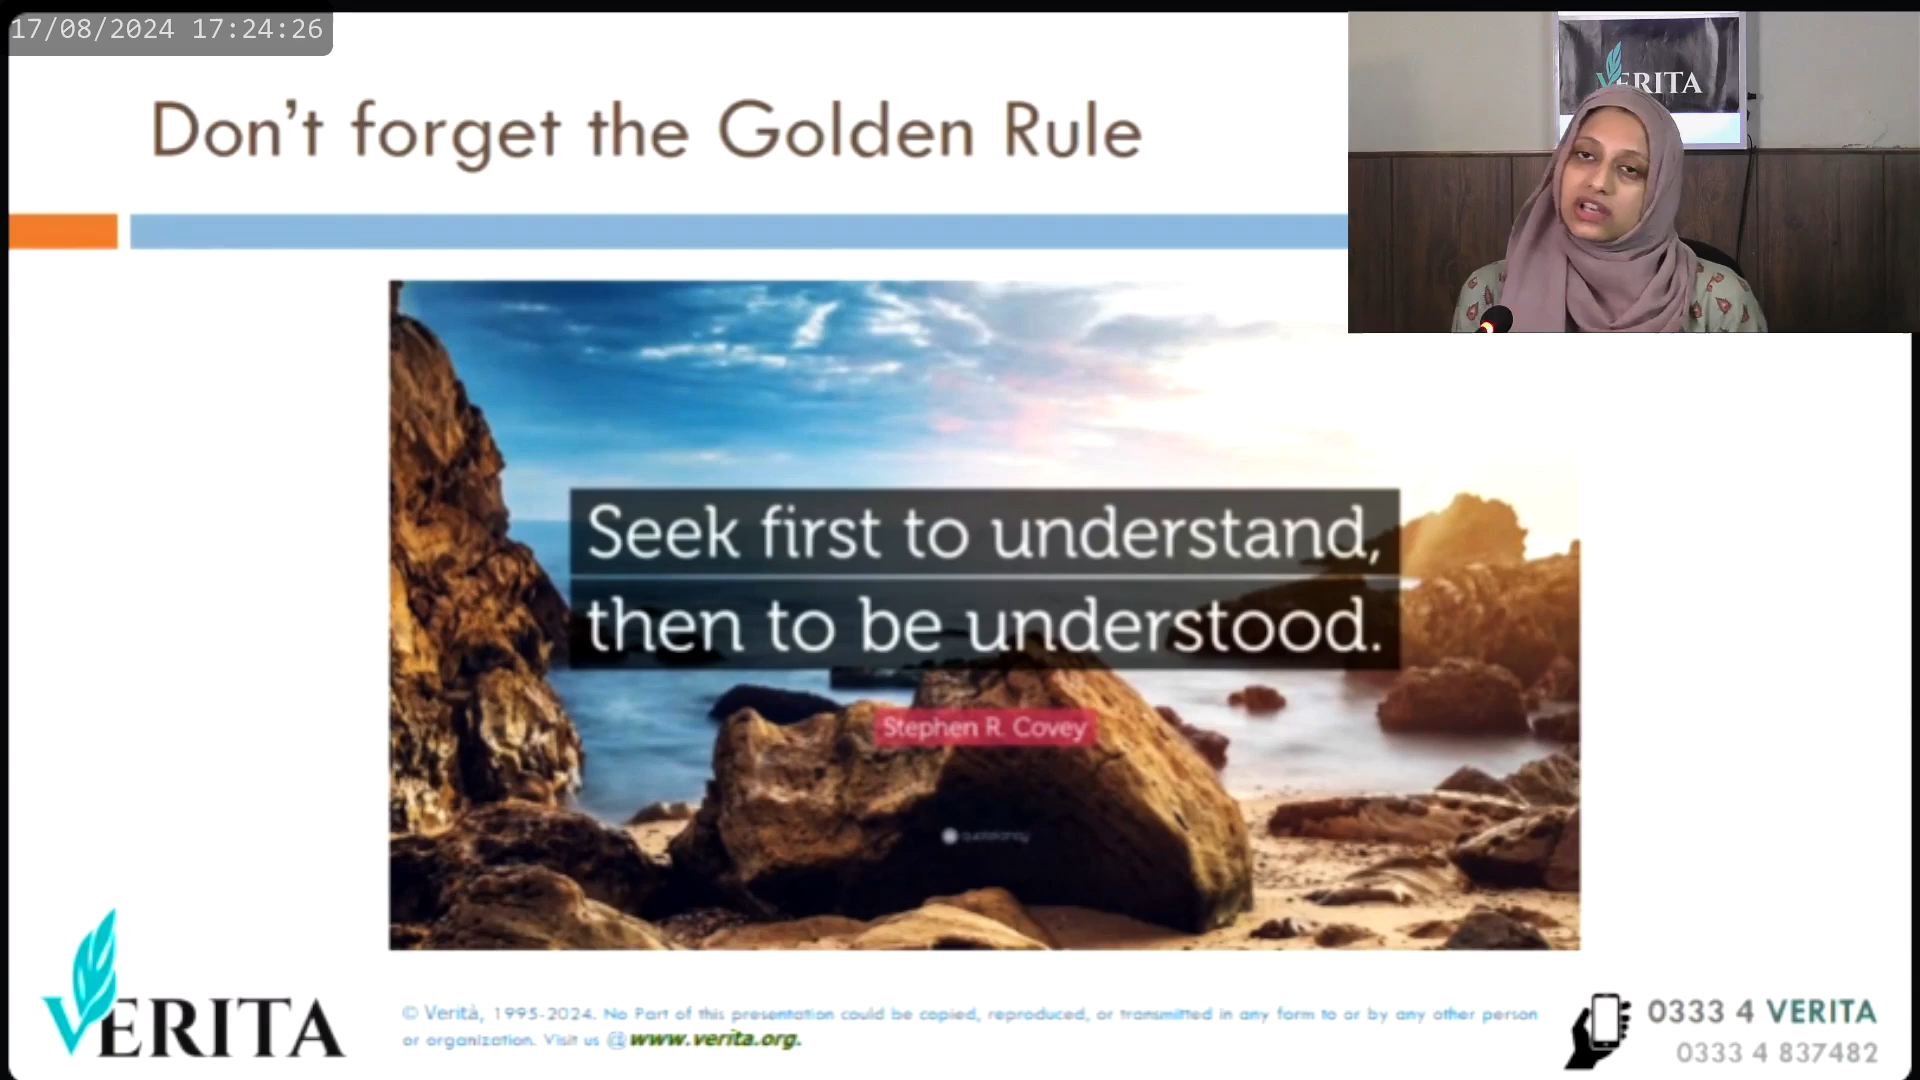 17/08/2024 17:24:26
VERITA
Don't forget the Golden Rule
Seek first to understand,
then to be understood.
Stephen R. Covey
VERITA
© Verità, 1995-2024. No Part of this presentation could be copied, reproduced, or transmitted in any form to or by any other person
or organization. Visit us @ www.verita.org.
0333 4 VERITA
0333 4 837482